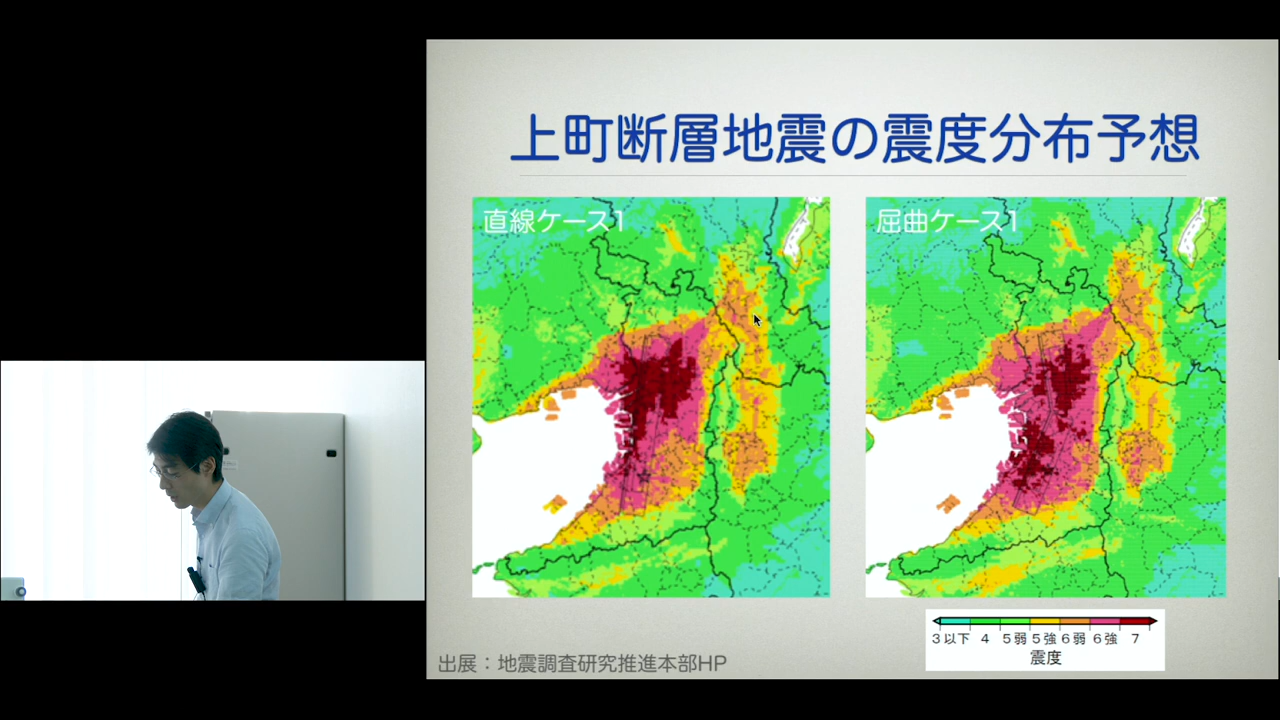 上町断層地震の震度分布予想
直線ケース1
屈曲ケース1
3以下 4 5弱 5強 6弱 6強 7
震度
出展：地震調査研究推進本部HP